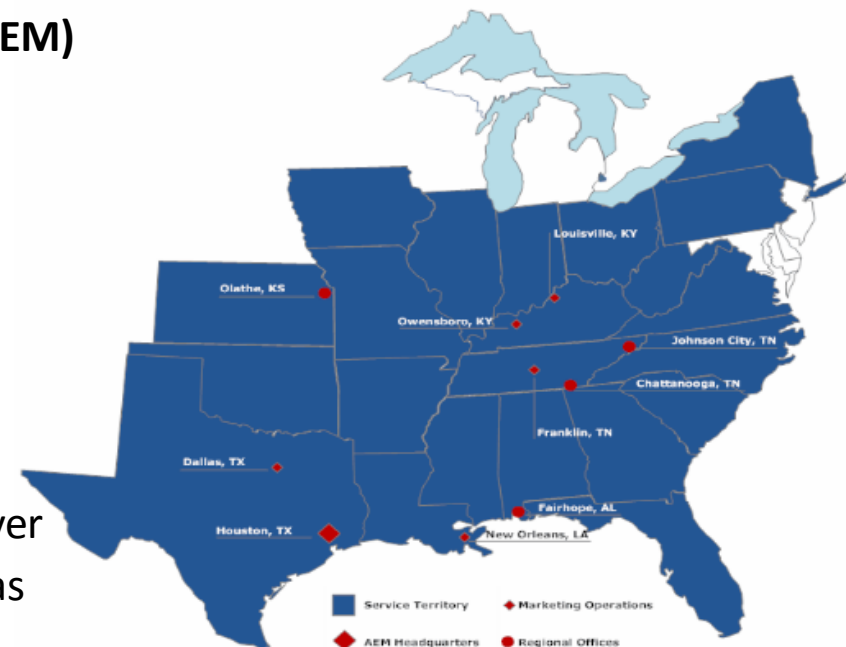 EM)
Louisville, KY
Olathe, KS
Owensboro, KY
Johnson City, TN
Chattanooga, TN
Franklin, TN
Dallas, TX
Fairhope, AL
ver
Houston, TX
New Orleans, LA
as
Service Territory
Marketing Operations
AEM Headquarters
Regional Offices